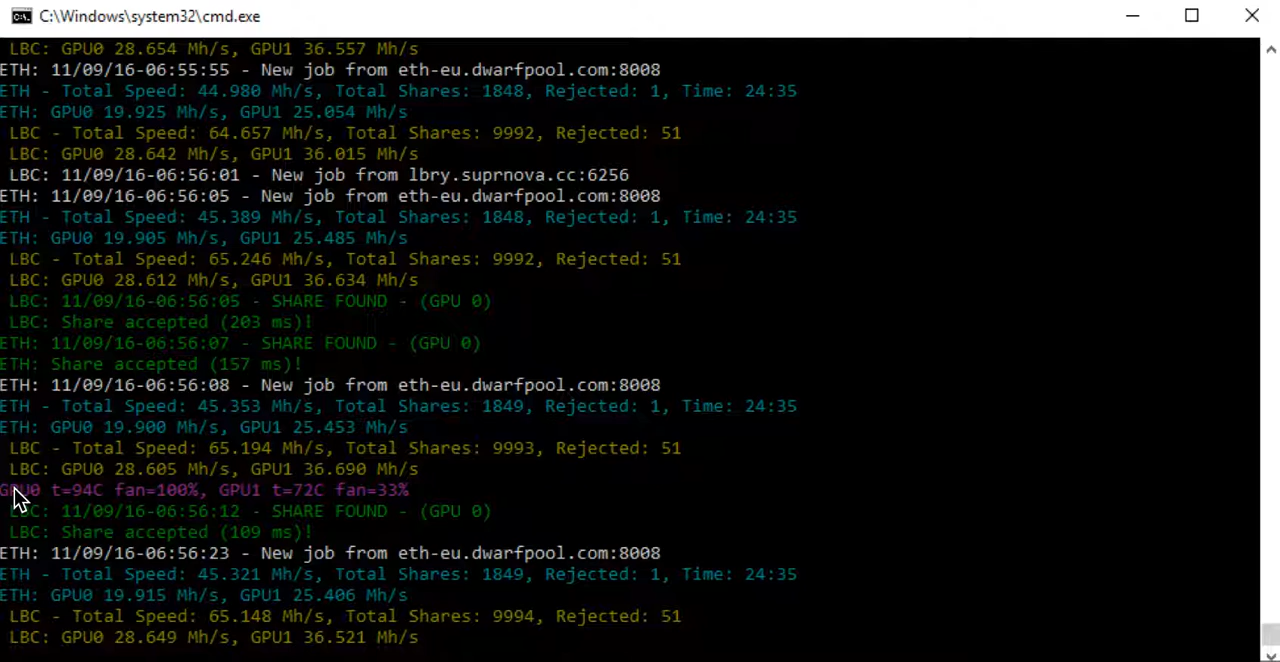 C:\Windows\system32\cmd.exe
LBC: GPU0 28.654 Mh/s, GPU1 36.557 Mh/s
ETH: 11/09/16-06:55:55 - New job from eth-eu.dwarfpool.com:8008
ETH - Total Speed: 44.980 Mh/s, Total Shares: 1848, Rejected: 1, Time: 24:35
ETH: GPU0 19.925 Mh/s, GPU1 25.054 Mh/s
LBC - Total Speed: 64.657 Mh/s, Total Shares: 9992, Rejected: 51
LBC: GPU0 28.642 Mh/s, GPU1 36.015 Mh/s
LBC: 11/09/16-06:56:01 - New job from lbry.suprnova.cc:6256
ETH: 11/09/16-06:56:05 - New job from eth-eu.dwarfpool.com:8008
ETH - Total Speed: 45.389 Mh/s, Total Shares: 1848, Rejected: 1, Time: 24:35
ETH: GPU0 19.905 Mh/s, GPU1 25.485 Mh/s
LBC - Total Speed: 65.246 Mh/s, Total Shares: 9992, Rejected: 51
LBC: GPU0 28.612 Mh/s, GPU1 36.634 Mh/s
LBC: 11/09/16-06:56:05 - SHARE FOUND - (GPU 0)
LBC: Share accepted (203 ms)!
ETH: 11/09/16-06:56:07 - SHARE FOUND - (GPU 0)
ETH: Share accepted (157 ms)!
ETH: 11/09/16-06:56:08 - New job from eth-eu.dwarfpool.com:8008
ETH - Total Speed: 45.353 Mh/s, Total Shares: 1849, Rejected: 1, Time: 24:35
ETH: GPU0 19.900 Mh/s, GPU1 25.453 Mh/s
LBC - Total Speed: 65.194 Mh/s, Total Shares: 9993, Rejected: 51
LBC: GPU0 28.605 Mh/s, GPU1 36.690 Mh/s
GPU0 t=94C fan=100%, GPU1 t=72C fan=33%
LBC: 11/09/16-06:56:12 - SHARE FOUND - (GPU 0)
LBC: Share accepted (109 ms)!
ETH: 11/09/16-06:56:23 - New job from eth-eu.dwarfpool.com:8008
ETH - Total Speed: 45.321 Mh/s, Total Shares: 1849, Rejected: 1, Time: 24:35
ETH: GPU0 19.915 Mh/s, GPU1 25.406 Mh/s
LBC - Total Speed: 65.148 Mh/s, Total Shares: 9994, Rejected: 51
LBC: GPU0 28.649 Mh/s, GPU1 36.521 Mh/s